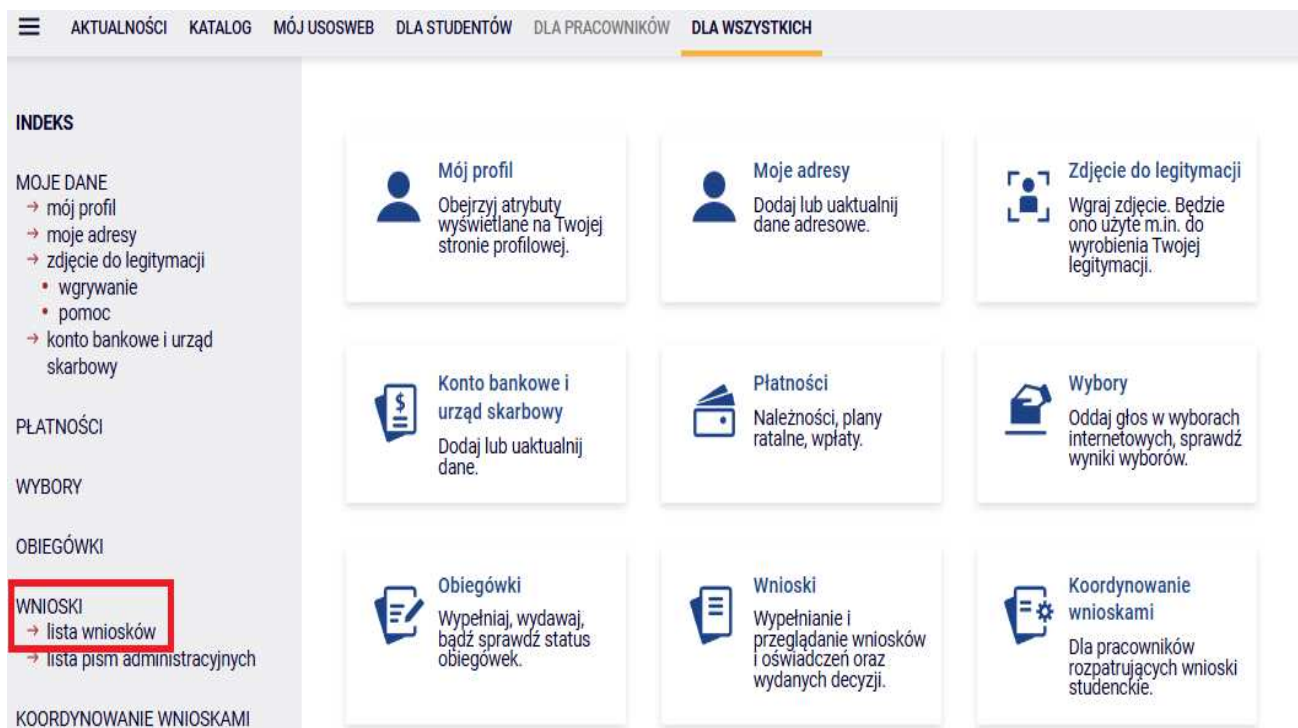 AKTUALNOŚCI KATALOG MÓJ USOSWEB DLA STUDENTÓW DLA PRACOWNIKÓW DLA WSZYSTKICH
INDEKS
MOJE DANE
→ mój profil
→ moje adresy
→ zdjęcie do legitymacji
• wgrywanie
• pomoc
→ konto bankowe i urząd
skarbowy
PŁATNOŚCI
WYBORY
OBIEGÓWKI
WNIOSKI
→ lista wniosków
→ lista pism administracyjnych
KOORDYNOWANIE WNIOSKAMI
Mój profil
Obejrzyj atrybuty
wyświetlane na Twojej
stronie profilowej.
Moje adresy
Dodaj lub uaktualnij
dane adresowe.
Zdjęcie do legitymacji
Wgraj zdjęcie. Będzie
ono użyte m.in. do
wyrobienia Twojej
legitymacji.
Konto bankowe i
urząd skarbowy
Dodaj lub uaktualnij
dane.
Płatności
Należności, plany
ratalne, wpłaty.
Wybory
Oddaj głos w wyborach
internetowych, sprawdź
wyniki wyborów.
Obiegówki
Wypełniaj, wydawaj,
bądź sprawdź status
obiegówek.
Wnioski
Wypełnianie i
przeglądanie wniosków
i oświadczeń oraz
wydanych decyzji.
Koordynowanie
wnioskami
Dla pracowników
rozpatrujących wnioski
studenckie.